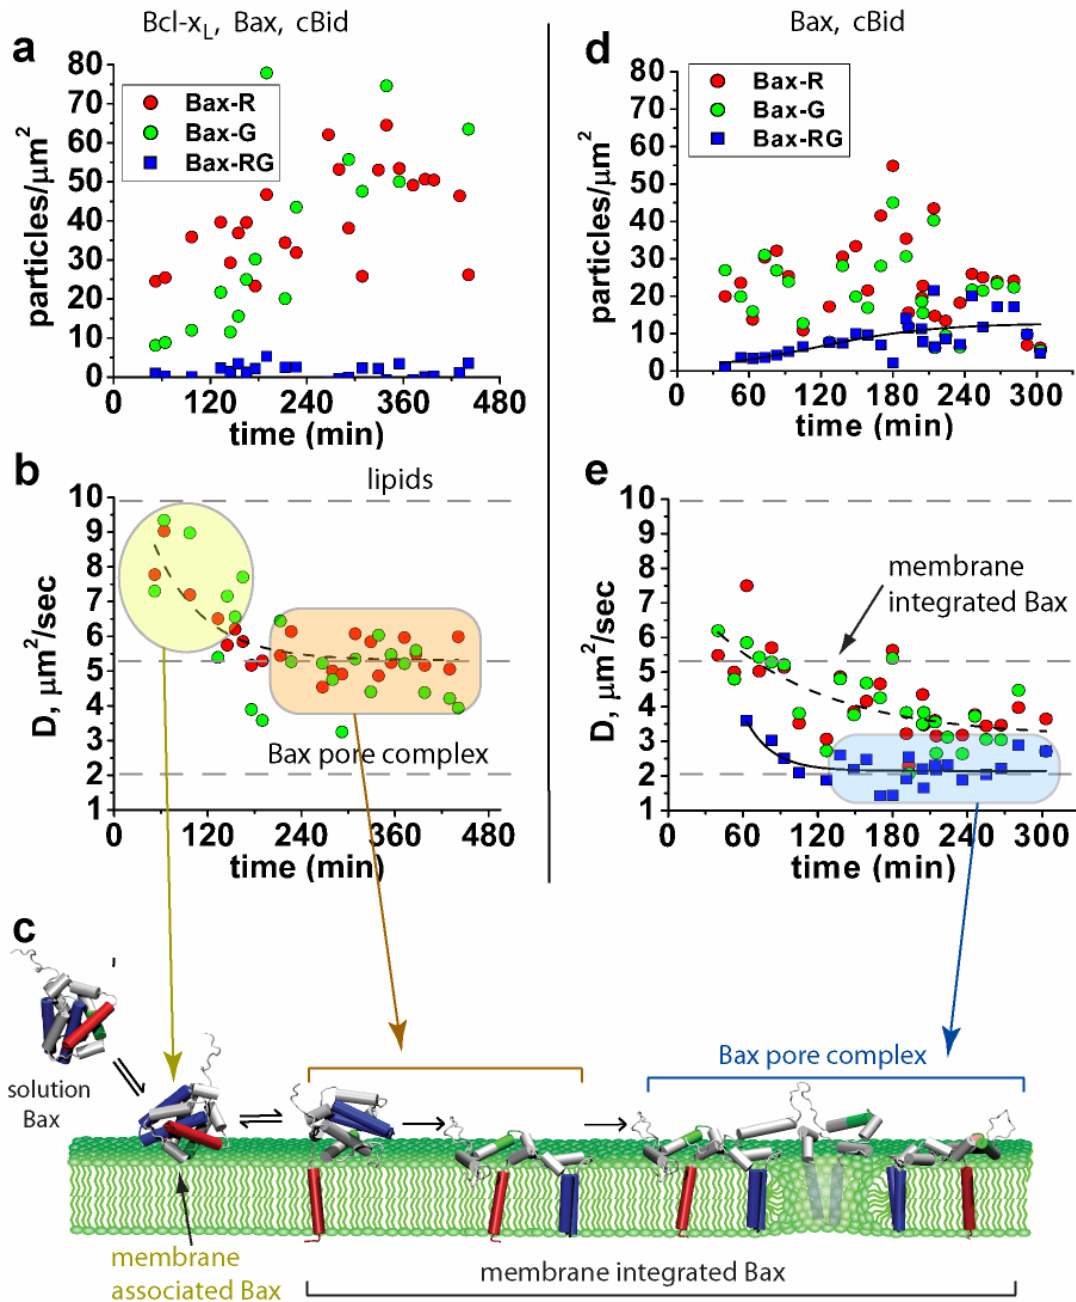 Bcl-xL, Bax, cBid
Bax, cBid
a
80
70
60
50
40
30
20
10
0
particles/μm²
Bax-R
Bax-G
Bax-RG
0 120 240 360 480
time (min)
d
80
70
60
50
40
30
20
10
0
particles/μm²
Bax-R
Bax-G
Bax-RG
0 60 120 180 240 300
time (min)
b
lipids
10
9
8
7
6
5
4
3
2
1
D, μm²/sec
Bax pore complex
0 120 240 360 480
time (min)
e
10
9
8
7
6
5
4
3
2
1
D, μm²/sec
membrane
integrated Bax
0 60 120 180 240 300
time (min)
c
solution
Bax
Bax pore complex
membrane
associated Bax
membrane integrated Bax